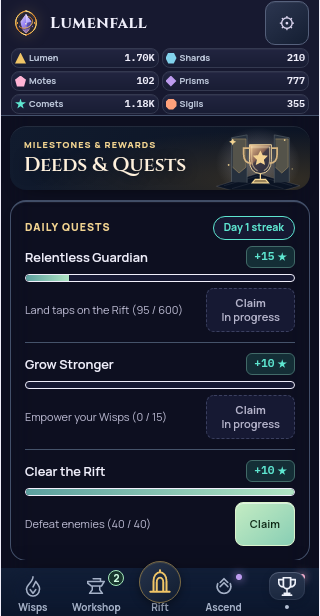 LUMENFALL
Lumen 1.70K
Shards 210
Motes 102
Prisms 777
Comets 1.18K
Sigils 355
MILESTONES & REWARDS
DEEDS & QUESTS
DAILY QUESTS
Day 1 streak
Relentless Guardian
+15 ★
Land taps on the Rift (95 / 600)
Claim
In progress
Grow Stronger
+10 ★
Empower your Wisps (0 / 15)
Claim
In progress
Clear the Rift
+10 ★
Defeat enemies (40 / 40)
Claim
2
Wisps
Workshop
Rift
Ascend